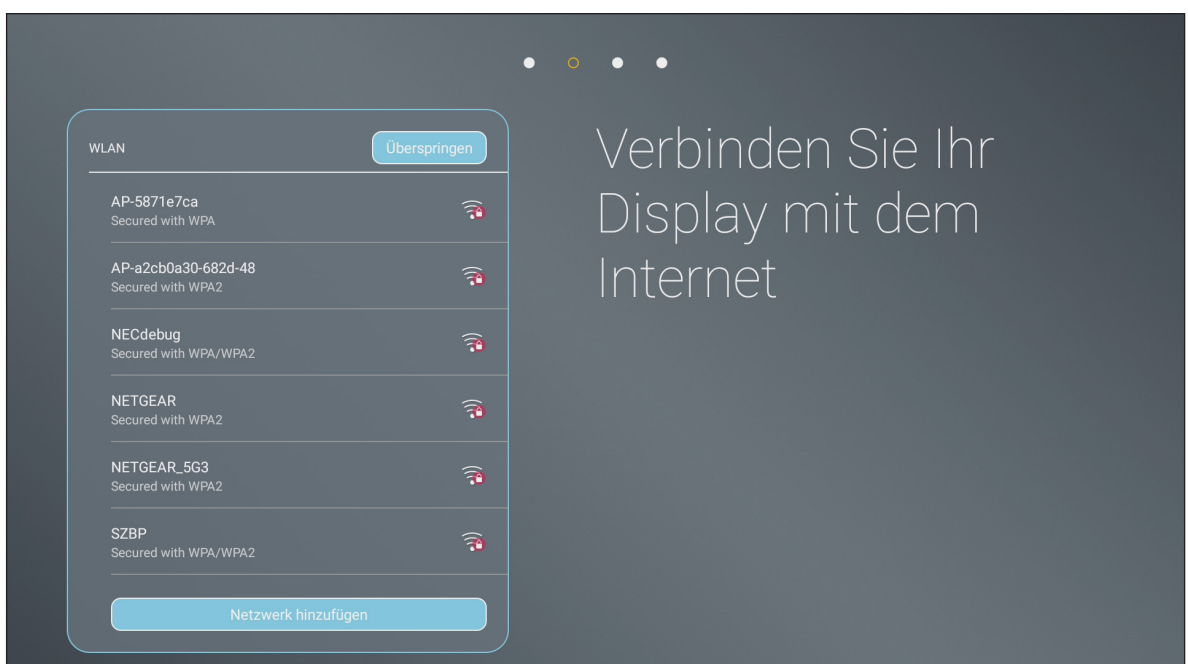 WLAN
Überspringen
AP-5871e7ca
Secured with WPA
AP-a2cb0a30-682d-48
Secured with WPA2
NECdebug
Secured with WPA/WPA2
NETGEAR
Secured with WPA2
NETGEAR_5G3
Secured with WPA2
SZBP
Secured with WPA/WPA2
Netzwerk hinzufügen
Verbinden Sie Ihr
Display mit dem
Internet